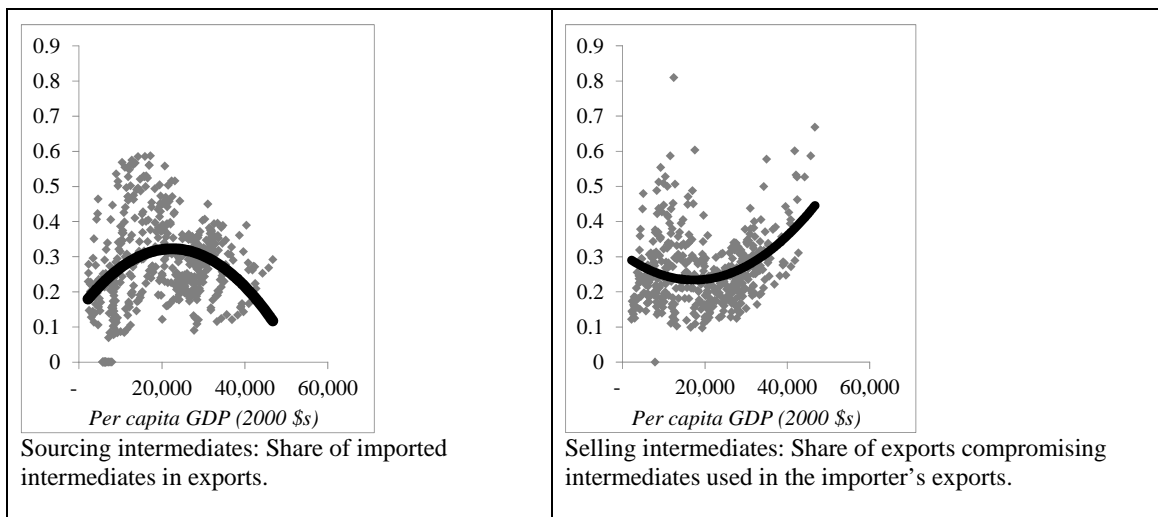 0.9
0.8
0.7
0.6
0.5
0.4
0.3
0.2
0.1
0
- 20,000 40,000 60,000
Per capita GDP (2000 $s)
Sourcing intermediates: Share of imported
intermediates in exports.
0.9
0.8
0.7
0.6
0.5
0.4
0.3
0.2
0.1
0
- 20,000 40,000 60,000
Per capita GDP (2000 $s)
Selling intermediates: Share of exports compromising
intermediates used in the importer’s exports.